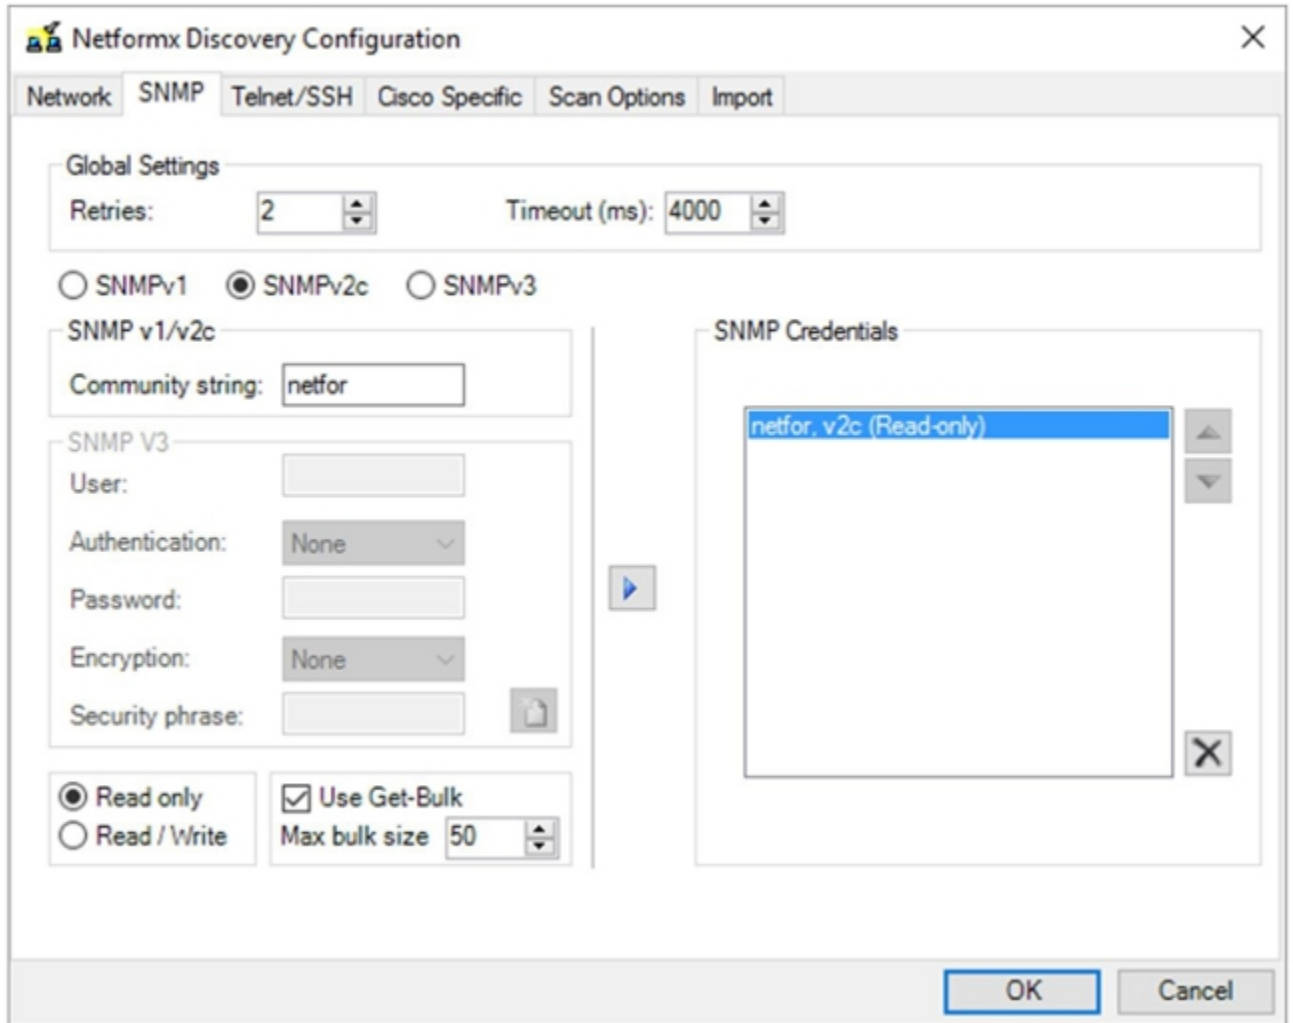 Netformx Discovery Configuration
Network SNMP Telnet/SSH Cisco Specific Scan Options Import
Global Settings
Retries: 2 Timeout (ms): 4000
SNMPv1 SNMPv2c SNMPv3
SNMP v1/v2c
Community string: netfor
SNMP V3
User:
Authentication: None
Password:
Encryption: None
Security phrase:
Read only
Read / Write
Use Get-Bulk
Max bulk size 50
SNMP Credentials
netfor, v2c (Read-only)
OK Cancel